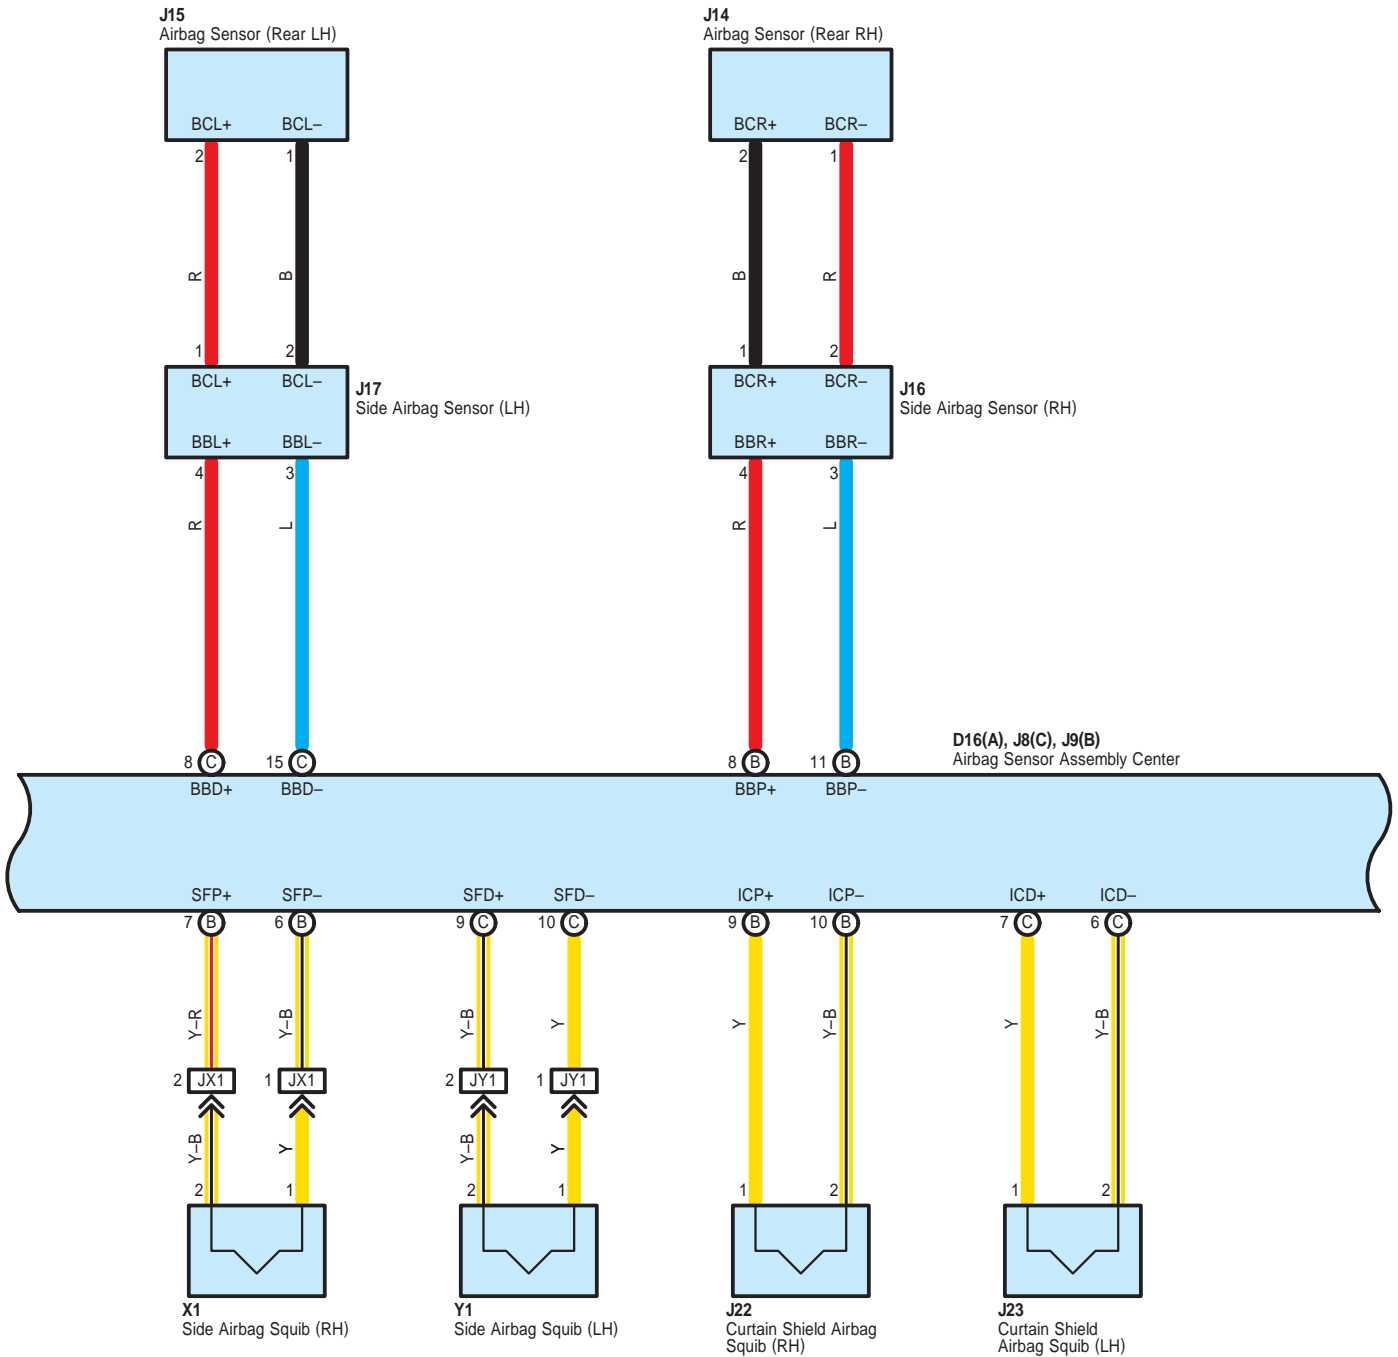 J15
Airbag Sensor (Rear LH)
J14
Airbag Sensor (Rear RH)
BCL+ BCL–
BCR+ BCR–
2 1
2 1
R B
B R
1 2
1 2
BCL+ BCL–
BCR+ BCR–
J17
Side Airbag Sensor (LH)
J16
Side Airbag Sensor (RH)
BBL+ BBL–
BBR+ BBR–
4 3
4 3
R L
R L
D16(A), J8(C), J9(B)
Airbag Sensor Assembly Center
8 C 15 C
8 B 11 B
BBD+ BBD–
BBP+ BBP–
SFP+ SFP–
SFD+ SFD–
ICP+ ICP–
ICD+ ICD–
7 B 6 B
9 C 10 C
9 B 10 B
7 C 6 C
Y–R Y–B
Y–B Y
Y Y–B
Y Y–B
2 JX1 1 JX1
2 JY1 1 JY1
Y–B Y
Y–B Y
2 1
2 1
1 2
1 2
X1
Side Airbag Squib (RH)
Y1
Side Airbag Squib (LH)
J22
Curtain Shield Airbag
Squib (RH)
J23
Curtain Shield
Airbag Squib (LH)